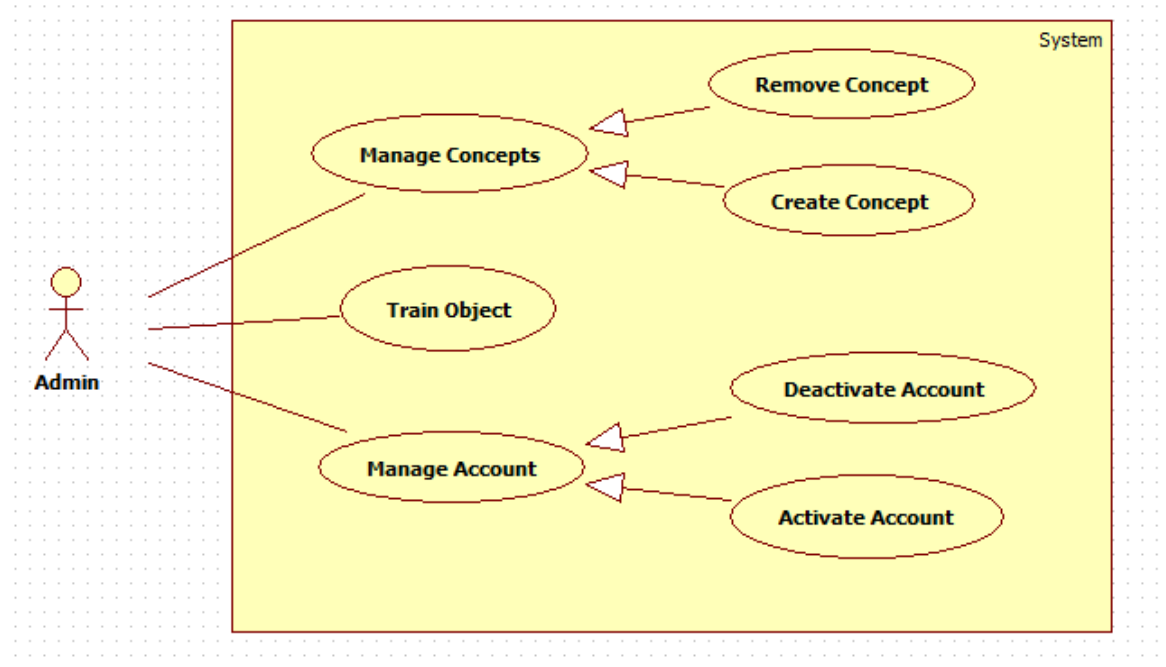 System
Remove Concept
Manage Concepts
Create Concept
Train Object
Admin
Deactivate Account
Manage Account
Activate Account